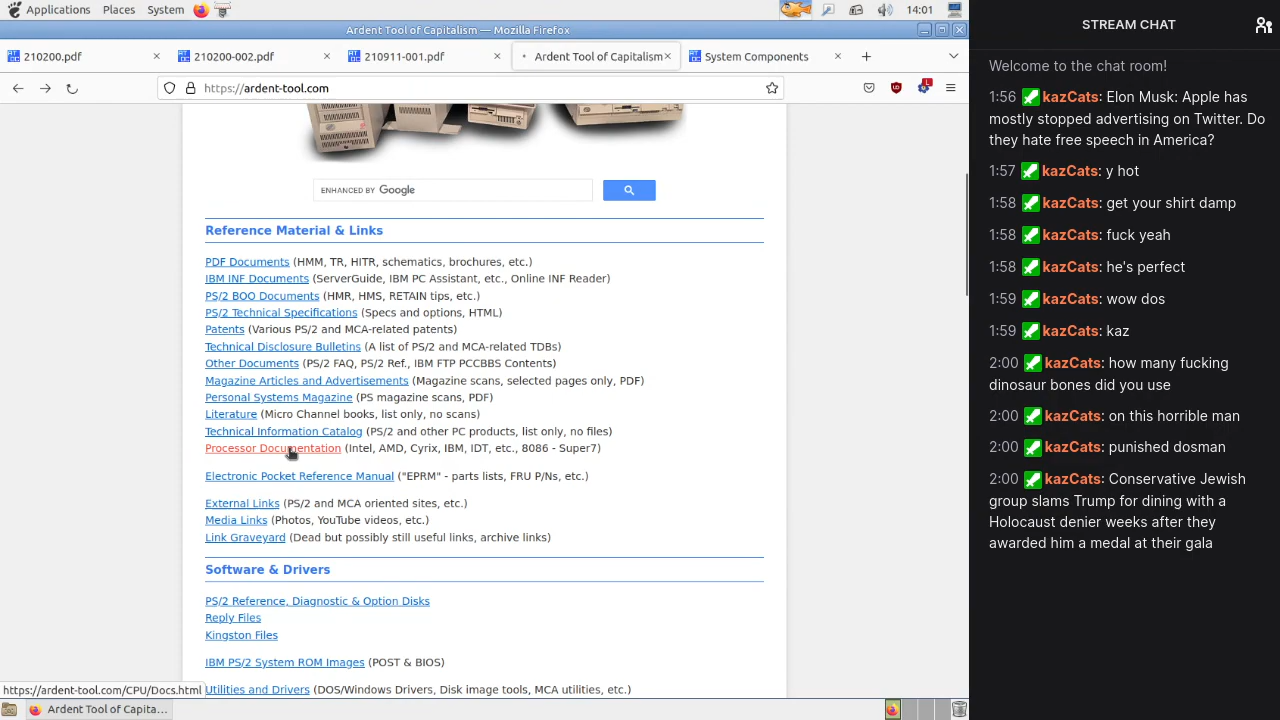 Applications Places System 14:01
Ardent Tool of Capitalism — Mozilla Firefox
210200.pdf 210200-002.pdf 210911-001.pdf Ardent Tool of Capitalism System Components
https://ardent-tool.com
ENHANCED BY Google
Reference Material & Links
PDF Documents (HMM, TR, HITR, schematics, brochures, etc.)
IBM INF Documents (ServerGuide, IBM PC Assistant, etc., Online INF Reader)
PS/2 BOO Documents (HMR, HMS, RETAIN tips, etc.)
PS/2 Technical Specifications (Specs and options, HTML)
Patents (Various PS/2 and MCA-related patents)
Technical Disclosure Bulletins (A list of PS/2 and MCA-related TDBs)
Other Documents (PS/2 FAQ, PS/2 Ref., IBM FTP PCCBBS Contents)
Magazine Articles and Advertisements (Magazine scans, selected pages only, PDF)
Personal Systems Magazine (PS magazine scans, PDF)
Literature (Micro Channel books, list only, no scans)
Technical Information Catalog (PS/2 and other PC products, list only, no files)
Processor Documentation (Intel, AMD, Cyrix, IBM, IDT, etc., 8086 - Super7)
Electronic Pocket Reference Manual ("EPRM" - parts lists, FRU P/Ns, etc.)
External Links (PS/2 and MCA oriented sites, etc.)
Media Links (Photos, YouTube videos, etc.)
Link Graveyard (Dead but possibly still useful links, archive links)
Software & Drivers
PS/2 Reference, Diagnostic & Option Disks
Reply Files
Kingston Files
IBM PS/2 System ROM Images (POST & BIOS)
Utilities and Drivers (DOS/Windows Drivers, Disk image tools, MCA utilities, etc.)
https://ardent-tool.com/CPU/Docs.html
Ardent Tool of Capita...
STREAM CHAT
Welcome to the chat room!
1:56 kazCats: Elon Musk: Apple has
mostly stopped advertising on Twitter. Do
they hate free speech in America?
1:57 kazCats: y hot
1:58 kazCats: get your shirt damp
1:58 kazCats: fuck yeah
1:58 kazCats: he's perfect
1:59 kazCats: wow dos
1:59 kazCats: kaz
2:00 kazCats: how many fucking
dinosaur bones did you use
2:00 kazCats: on this horrible man
2:00 kazCats: punished dosman
2:00 kazCats: Conservative Jewish
group slams Trump for dining with a
Holocaust denier weeks after they
awarded him a medal at their gala